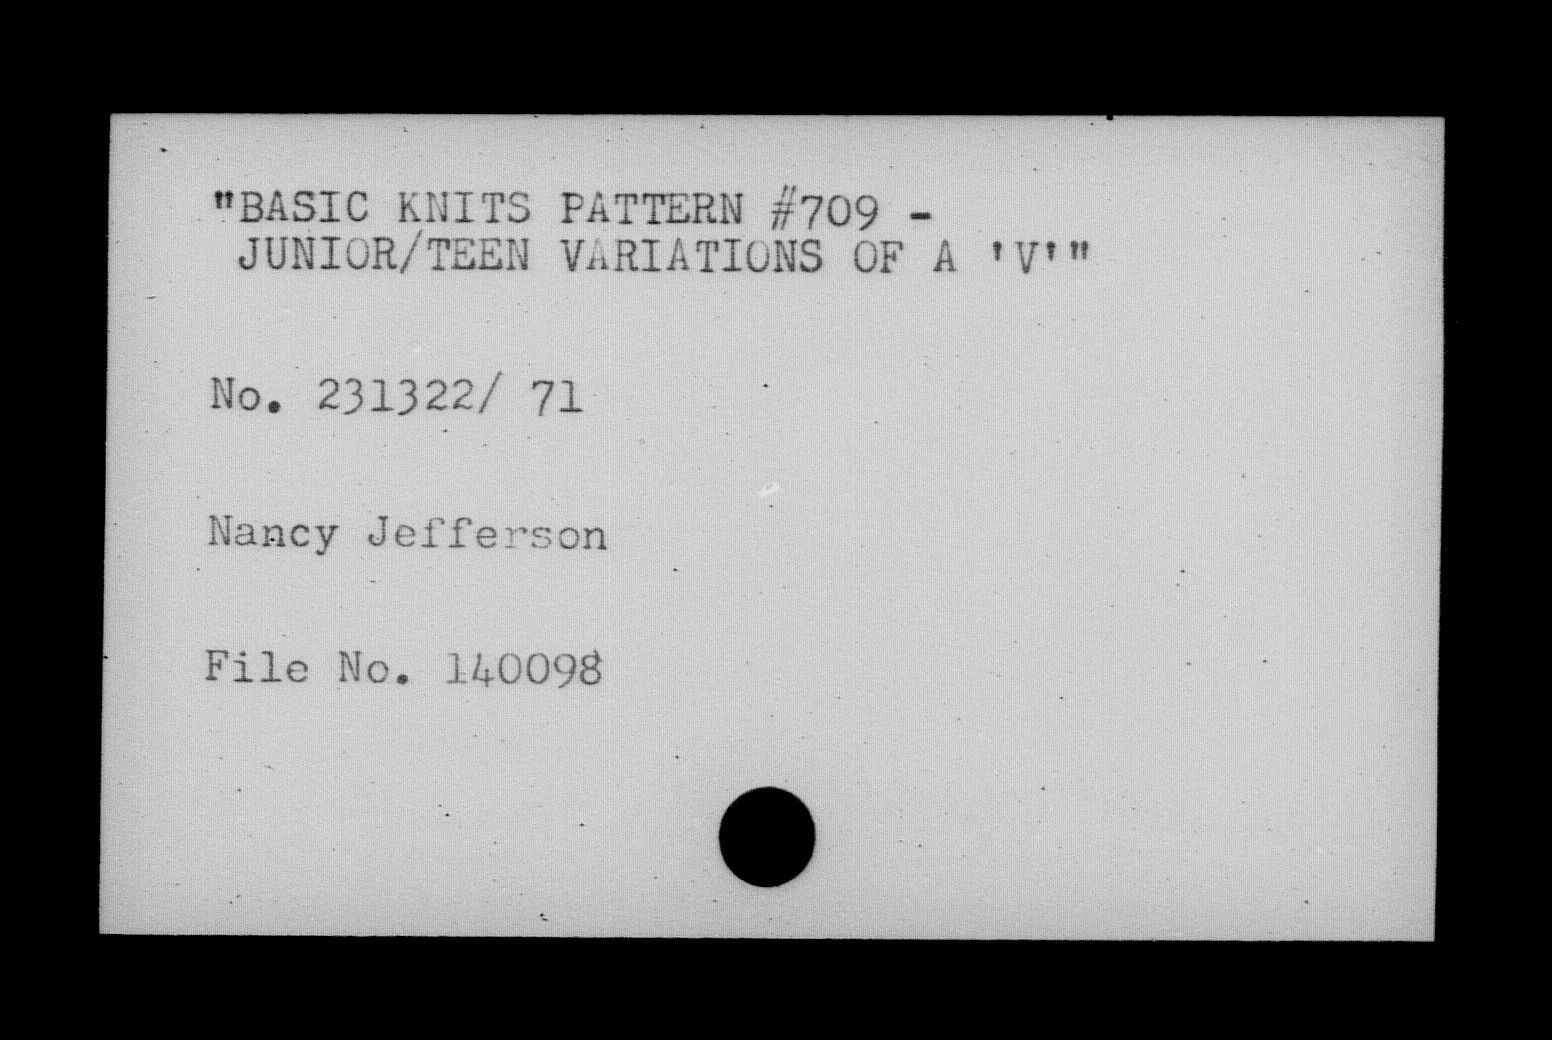 "BASIC KNITS PATTERN #709 -
JUNIOR/TEEN VARIATIONS OF A 'V'"
No. 231322/ 71
Nancy Jefferson
File No. 140098